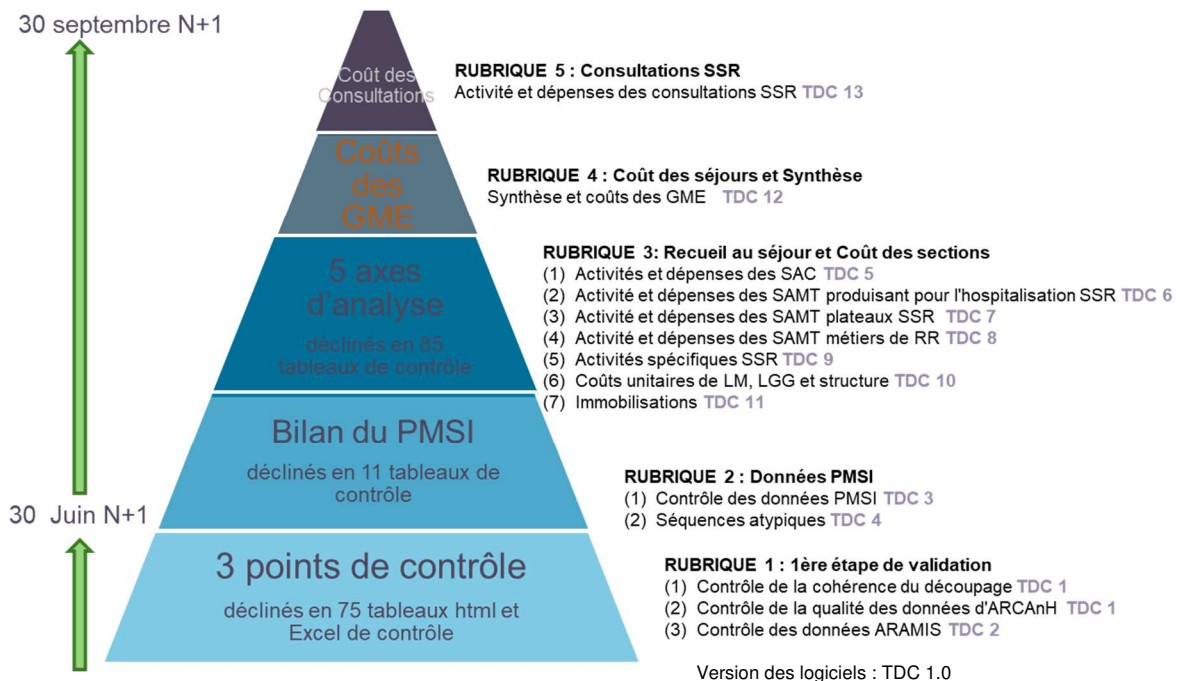 30 septembre N+1
Coût des
Consultations
RUBRIQUE 5 : Consultations SSR
Activité et dépenses des consultations SSR TDC 13
Coûts
des
GME
RUBRIQUE 4 : Coût des séjours et Synthèse
Synthèse et coûts des GME TDC 12
5 axes
d'analyse
déclinés en 85
tableaux de contrôle
RUBRIQUE 3: Recueil au séjour et Coût des sections
(1) Activités et dépenses des SAC TDC 5
(2) Activité et dépenses des SAMT produisant pour l'hospitalisation SSR TDC 6
(3) Activité et dépenses des SAMT plateaux SSR TDC 7
(4) Activité et dépenses des SAMT métiers de RR TDC 8
(5) Activités spécifiques SSR TDC 9
(6) Coûts unitaires de LM, LGG et structure TDC 10
(7) Immobilisations TDC 11
Bilan du PMSI
déclinés en 11 tableaux de
contrôle
RUBRIQUE 2 : Données PMSI
(1) Contrôle des données PMSI TDC 3
(2) Séquences atypiques TDC 4
30 Juin N+1
3 points de contrôle
déclinés en 75 tableaux html et
Excel de contrôle
RUBRIQUE 1 : 1ère étape de validation
(1) Contrôle de la cohérence du découpage TDC 1
(2) Contrôle de la qualité des données d'ARCAnH TDC 1
(3) Contrôle des données ARAMIS TDC 2
Version des logiciels : TDC 1.0